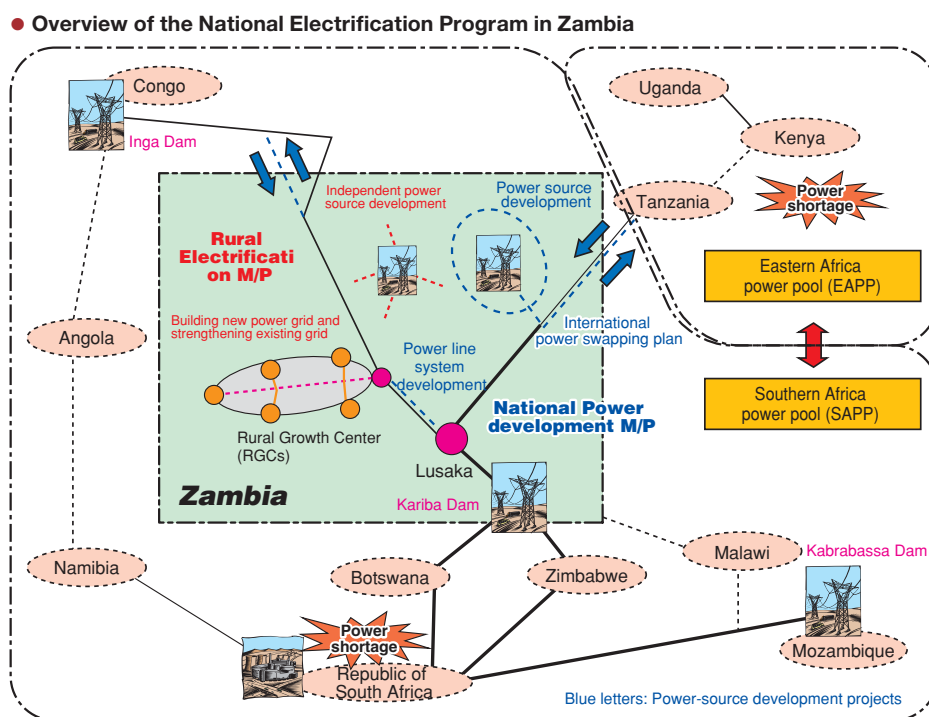 Overview of the National Electrification Program in Zambia
Congo
Inga Dam
Uganda
Kenya
Tanzania
Power
shortage
Independent power
source development
Power source
development
Rural
Electrificati
on M/P
Eastern Africa
power pool (EAPP)
Building new power grid and
strengthening existing grid
International
power swapping plan
Angola
Power line
system
development
Southern Africa
power pool (SAPP)
National Power
development M/P
Rural Growth Center
(RGCs)
Lusaka
Zambia
Kariba Dam
Namibia
Botswana
Zimbabwe
Malawi
Kabrabassa Dam
Power
shortage
Republic of
South Africa
Mozambique
Blue letters: Power-source development projects